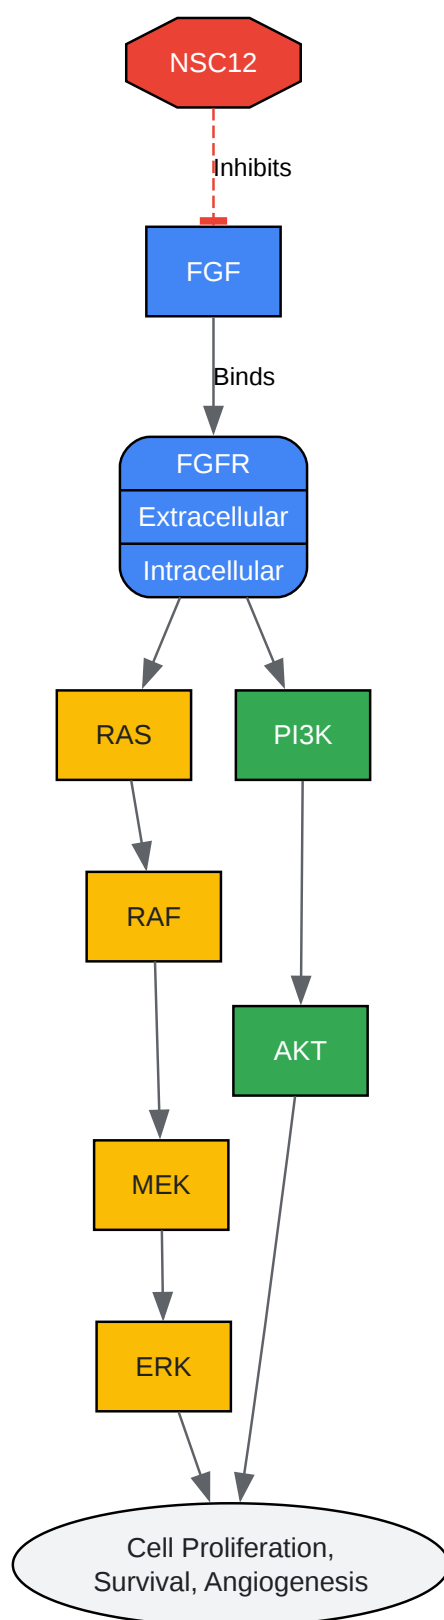 NSC12
Inhibits
FGF
Binds
FGFR
Extracellular
Intracellular
RAS
PI3K
RAF
AKT
MEK
ERK
Cell Proliferation,
Survival, Angiogenesis